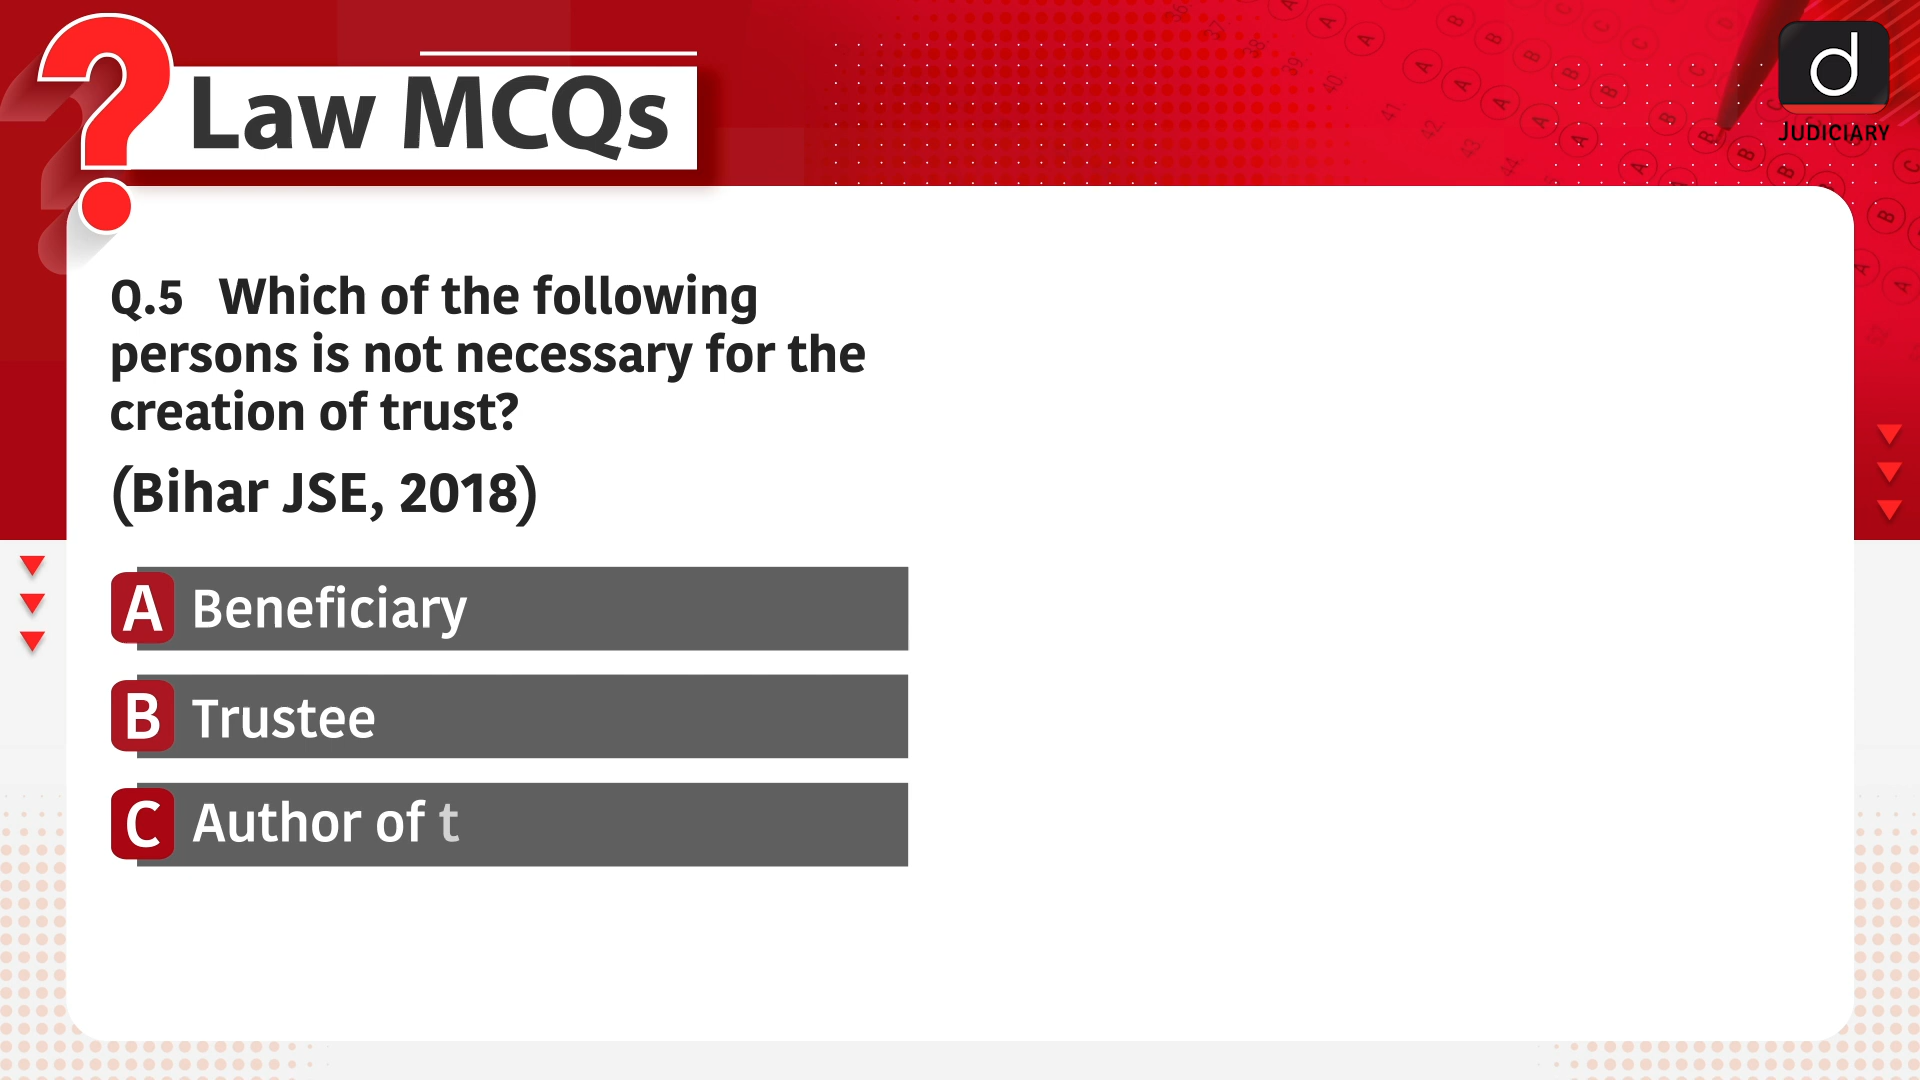 ?
Law MCQs
d
JUDICIARY
Q.5 Which of the following
persons is not necessary for the
creation of trust?
(Bihar JSE, 2018)
A Beneficiary
B Trustee
C Author of t